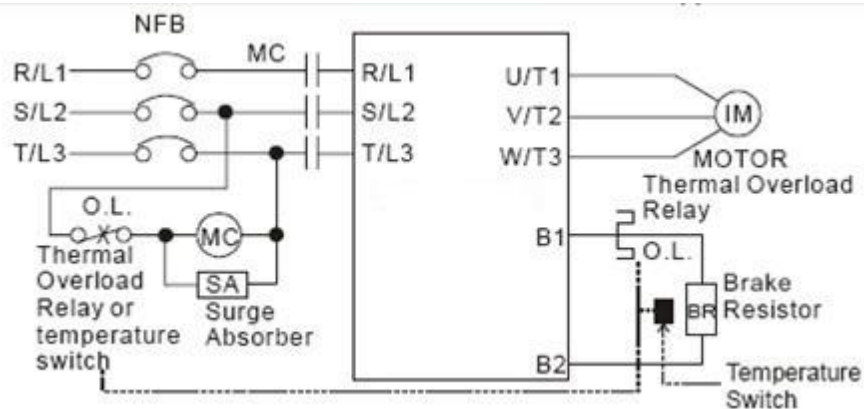 NFB
MC
R/L1
R/L1
U/T1
S/L2
S/L2
V/T2
IM
T/L3
T/L3
W/T3
MOTOR
Thermal Overload
Relay
O.L.
MC
B1
O.L.
Thermal
Overload
Relay or
temperature
switch
SA
Surge
Absorber
BR
Brake
Resistor
B2
Temperature
Switch